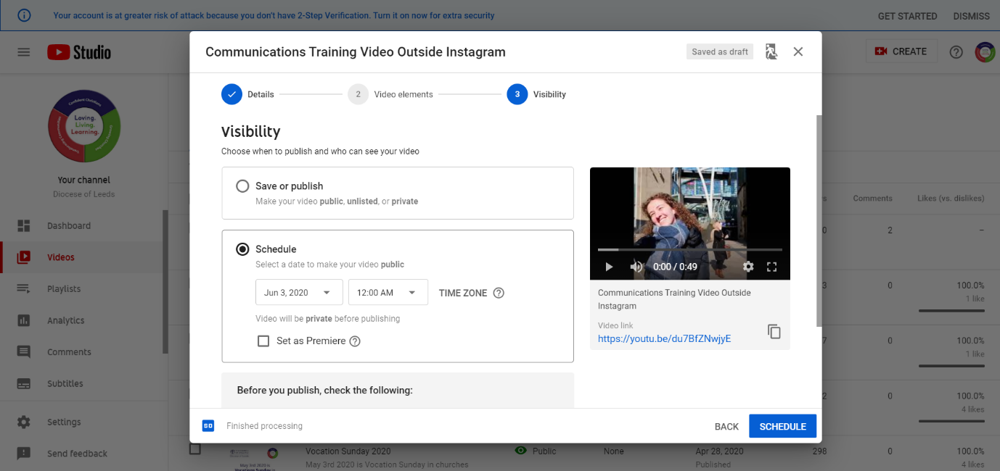 Your account is at greater risk of attack because you don't have 2-Step Verification. Turn it on now for extra security
GET STARTED
DISMISS
Studio
CREATE
Confident Christians
Loving.
Living.
Learning.
Your channel
Diocese of Leeds
Dashboard
Videos
Playlists
Analytics
Comments
Subtitles
Settings
Send feedback
Communications Training Video Outside Instagram
Saved as draft
Details
2
Video elements
3
Visibility
Visibility
Choose when to publish and who can see your video
Save or publish
Make your video public, unlisted, or private
Schedule
Select a date to make your video public
Jun 3, 2020
12:00 AM
TIME ZONE
Video will be private before publishing
Set as Premiere
Before you publish, check the following:
0:00 / 0:49
Communications Training Video Outside
Instagram
Video link
https://youtu.be/du7BfZNwjyE
SD
Finished processing
BACK
SCHEDULE
Comments
Likes (vs. dislikes)
0
2
–
3
0
100.0%
1 like
7
0
100.0%
1 like
2
0
100.0%
4 likes
Vocation Sunday 2020
May 3rd 2020 is Vocation Sunday in churches
Public
None
Apr 28, 2020
Published
298
0
100.0%
4 likes
May 3rd 2020 is